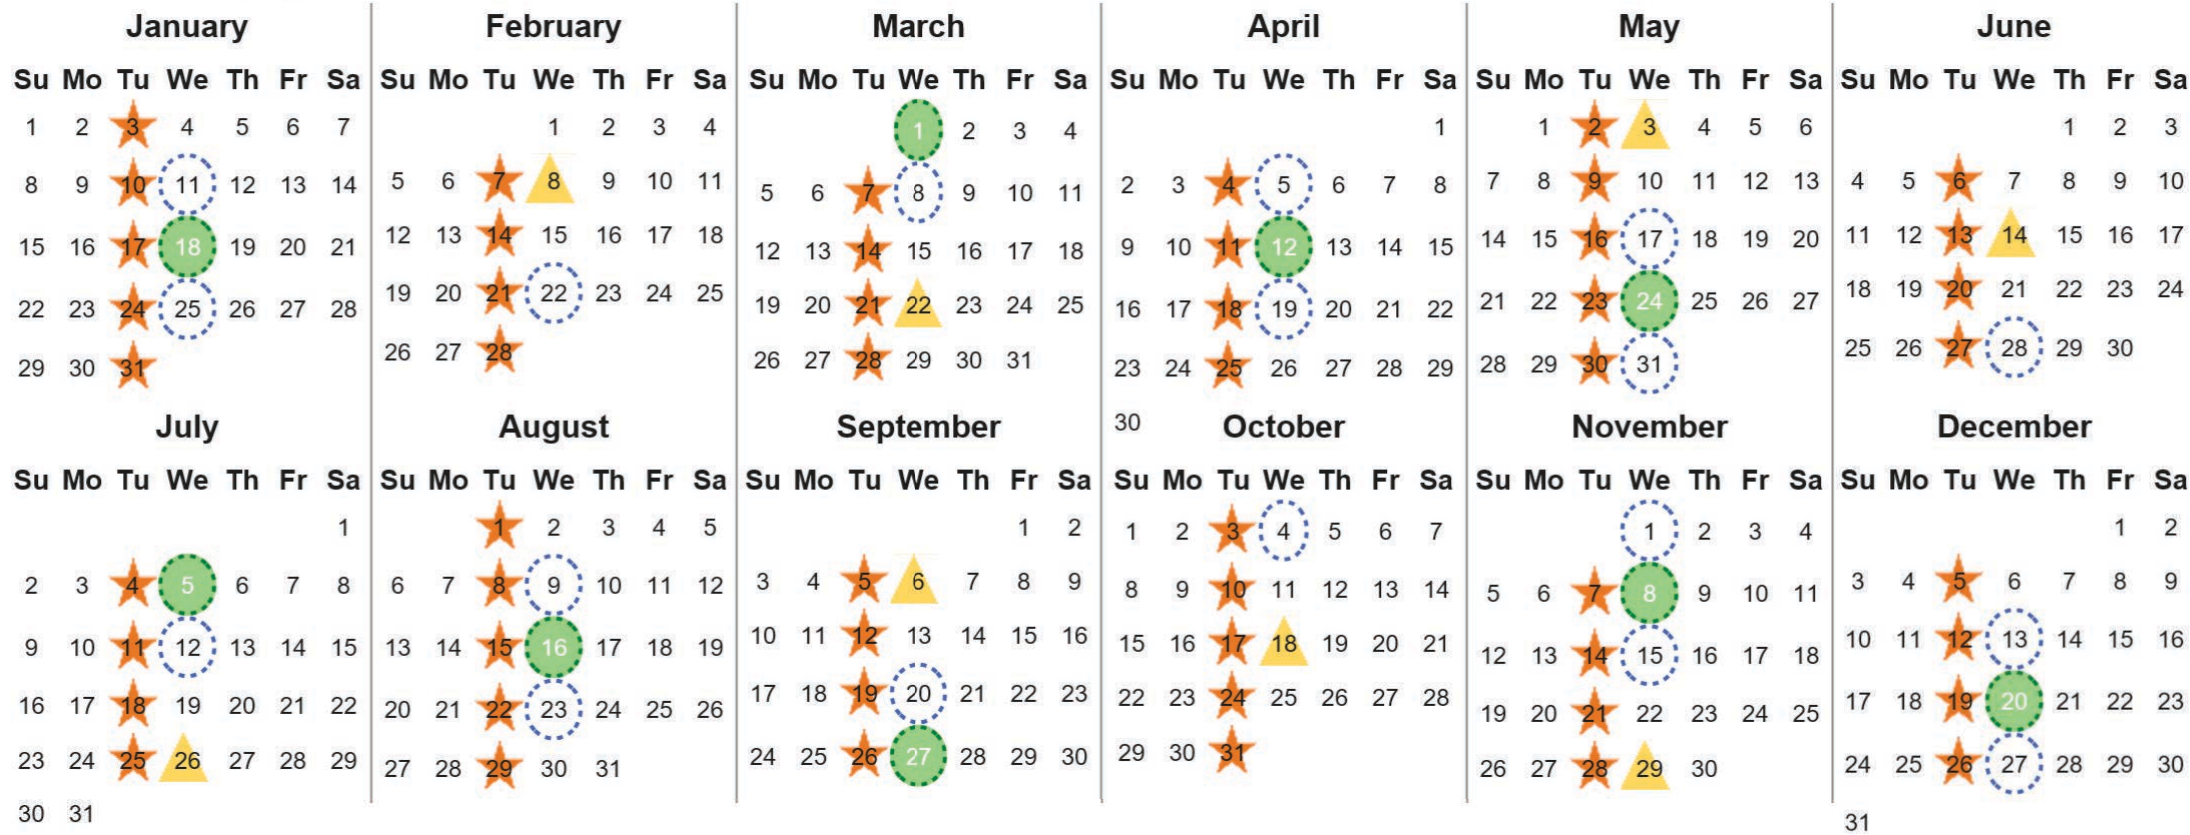 January
Su Mo Tu We Th Fr Sa
1 2 3 4 5 6 7
8 9 10 11 12 13 14
15 16 17 18 19 20 21
22 23 24 25 26 27 28
29 30 31
February
Su Mo Tu We Th Fr Sa
1 2 3 4
5 6 7 8 9 10 11
12 13 14 15 16 17 18
19 20 21 22 23 24 25
26 27 28
March
Su Mo Tu We Th Fr Sa
1 2 3 4
5 6 7 8 9 10 11
12 13 14 15 16 17 18
19 20 21 22 23 24 25
26 27 28 29 30 31
April
Su Mo Tu We Th Fr Sa
1
2 3 4 5 6 7 8
9 10 11 12 13 14 15
16 17 18 19 20 21 22
23 24 25 26 27 28 29
30
May
Su Mo Tu We Th Fr Sa
1 2 3 4 5 6
7 8 9 10 11 12 13
14 15 16 17 18 19 20
21 22 23 24 25 26 27
28 29 30 31
June
Su Mo Tu We Th Fr Sa
1 2 3
4 5 6 7 8 9 10
11 12 13 14 15 16 17
18 19 20 21 22 23 24
25 26 27 28 29 30
July
Su Mo Tu We Th Fr Sa
1
2 3 4 5 6 7 8
9 10 11 12 13 14 15
16 17 18 19 20 21 22
23 24 25 26 27 28 29
30 31
August
Su Mo Tu We Th Fr Sa
1 2 3 4 5
6 7 8 9 10 11 12
13 14 15 16 17 18 19
20 21 22 23 24 25 26
27 28 29 30 31
September
Su Mo Tu We Th Fr Sa
1 2
3 4 5 6 7 8 9
10 11 12 13 14 15 16
17 18 19 20 21 22 23
24 25 26 27 28 29 30
October
Su Mo Tu We Th Fr Sa
1 2 3 4 5 6 7
8 9 10 11 12 13 14
15 16 17 18 19 20 21
22 23 24 25 26 27 28
29 30 31
November
Su Mo Tu We Th Fr Sa
1 2 3 4
5 6 7 8 9 10 11
12 13 14 15 16 17 18
19 20 21 22 23 24 25
26 27 28 29 30
December
Su Mo Tu We Th Fr Sa
1 2
3 4 5 6 7 8 9
10 11 12 13 14 15 16
17 18 19 20 21 22 23
24 25 26 27 28 29 30
31